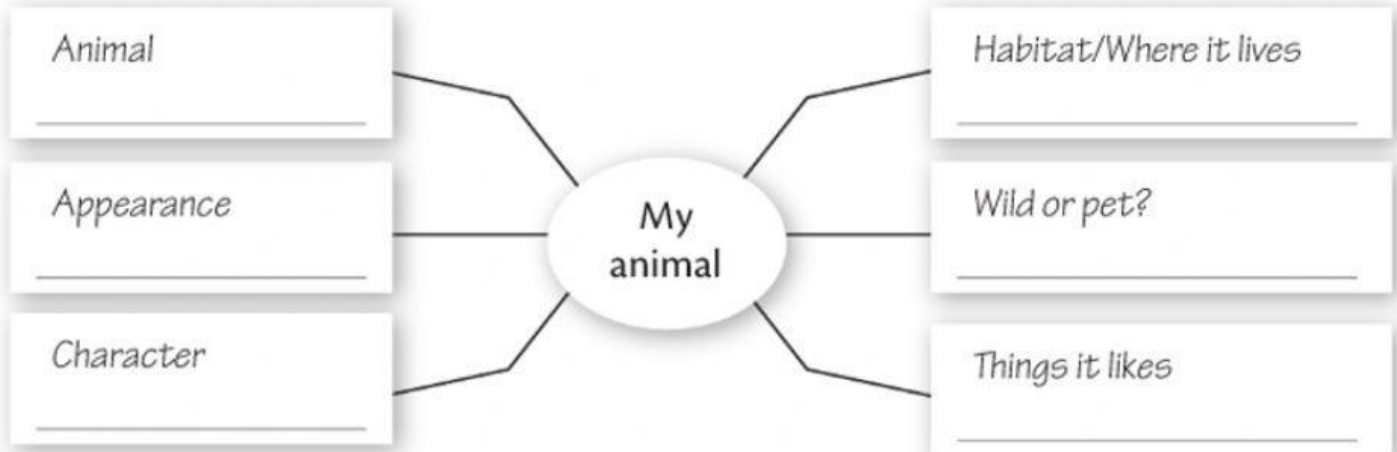 Animal
Appearance
Character
My
animal
Habitat/Where it lives
Wild or pet?
Things it likes